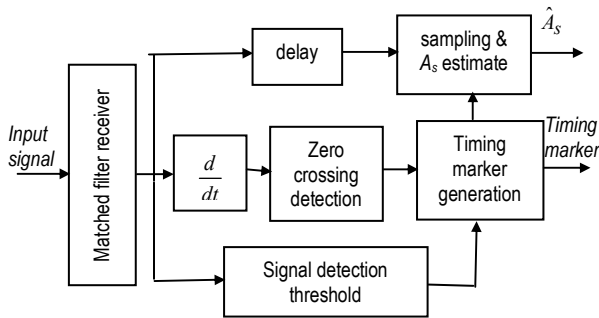 Input
signal
Matched filter receiver
delay
sampling &
A_s estimate
Â_s
d
dt
Zero
crossing
detection
Timing
marker
generation
Timing
marker
Signal detection
threshold